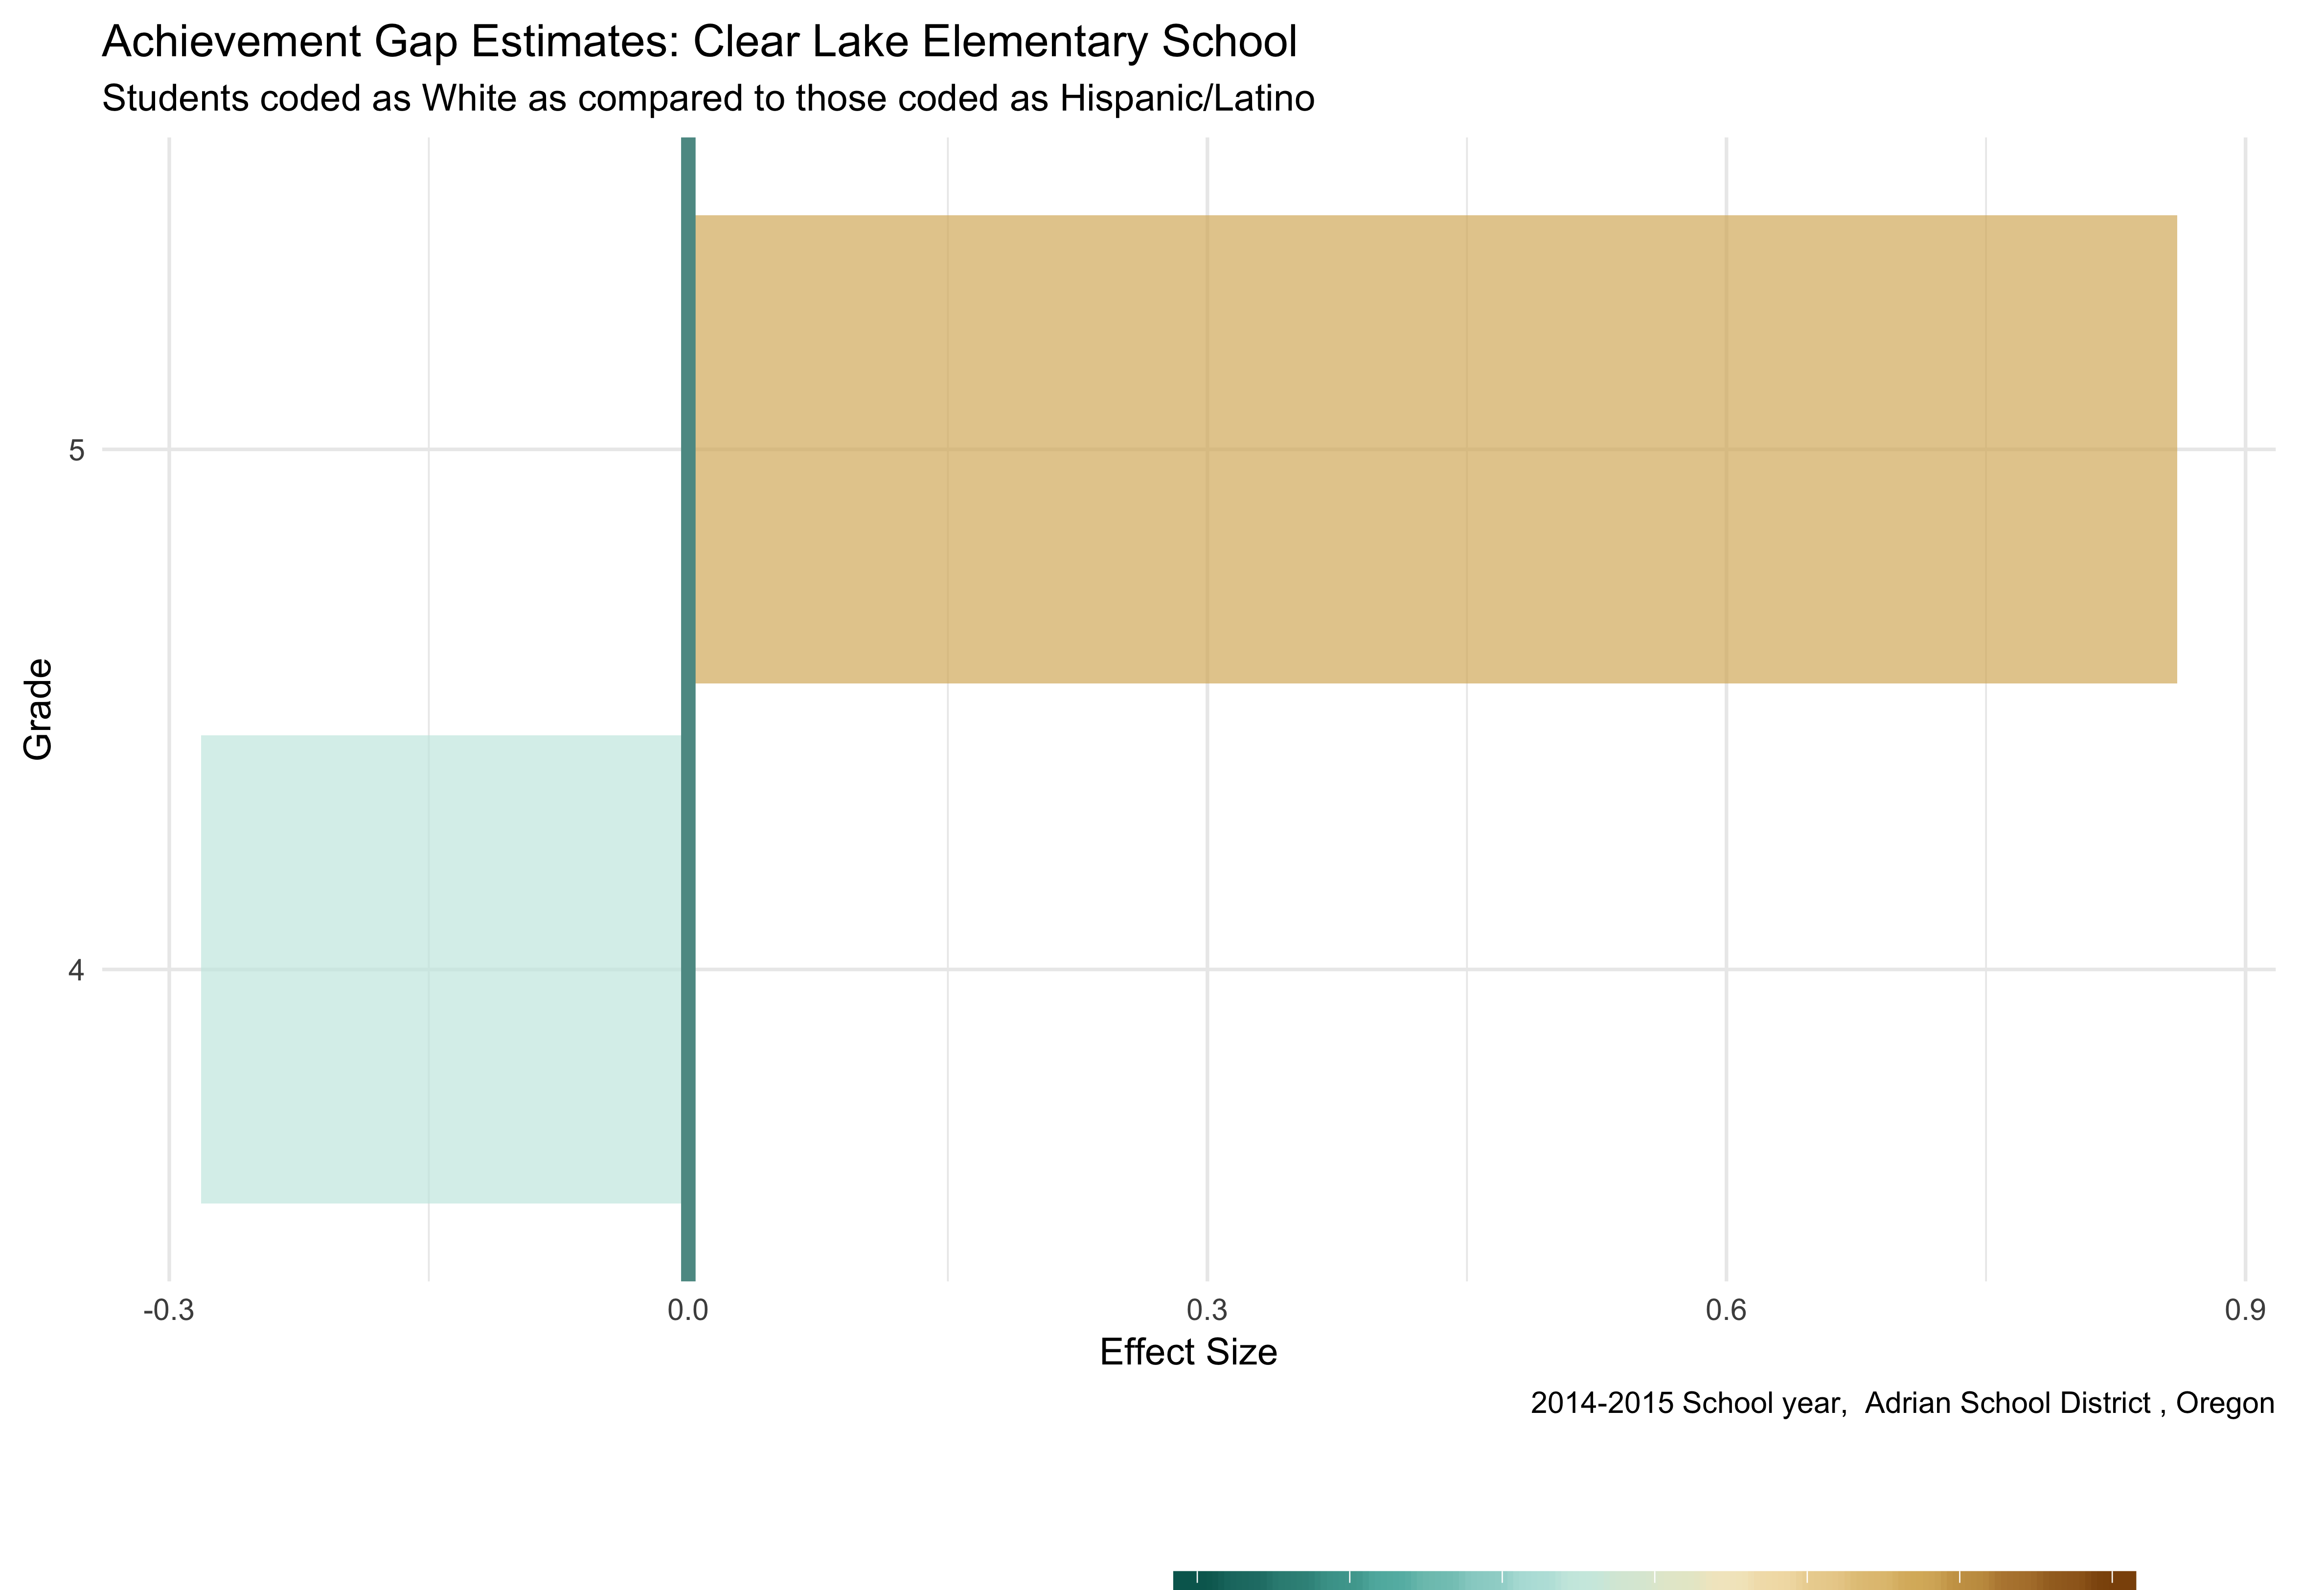 Achievement Gap Estimates: Clear Lake Elementary School
Students coded as White as compared to those coded as Hispanic/Latino
5
Grade
4
-0.3 0.0 0.3 0.6 0.9
Effect Size
2014-2015 School year,  Adrian School District , Oregon